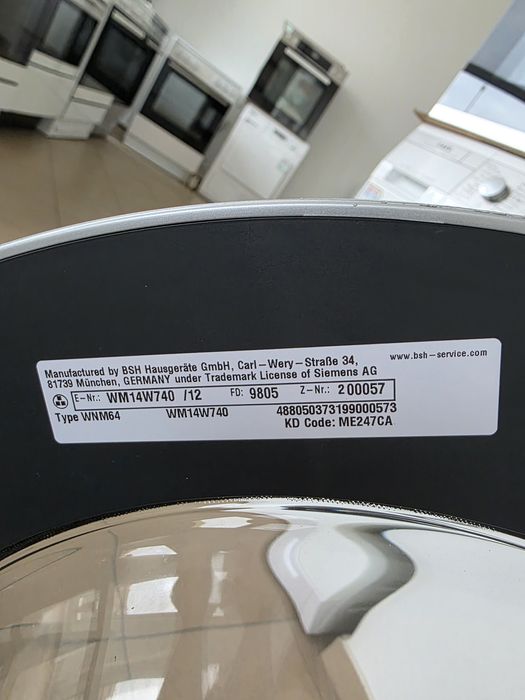 Manufactured by BSH Hausgeräte GmbH, Carl-Wery-Straße 34, www.bsh-service.com
81739 München, GERMANY under Trademark License of Siemens AG
E-Nr.: WM14W740 /12 FD: 9805 Z-Nr.: 200057
Type WNM64 WM14W740 488050373199000573
KD Code: ME247CA